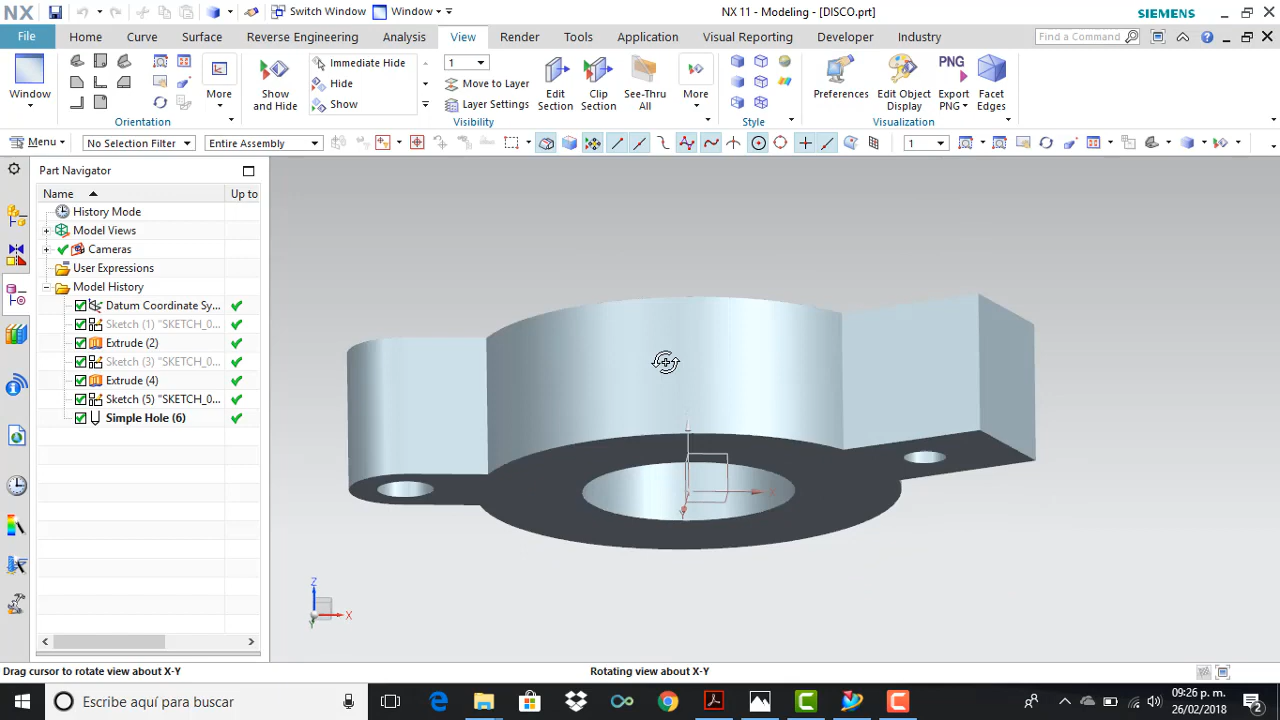 NX Switch Window Window NX 11 - Modeling - [DISCO.prt] SIEMENS
File Home Curve Surface Reverse Engineering Analysis View Render Tools Application Visual Reporting Developer Industry Find a Command
Window More Orientation
Show and Hide Immediate Hide Hide Show 1 Move to Layer Layer Settings Edit Section Clip Section See-Thru All More Visibility
Style
Preferences Edit Object Display Export PNG PNG Facet Edges Visualization
Menu No Selection Filter Entire Assembly 1
Part Navigator
Name Up to
History Mode
Model Views
Cameras
User Expressions
Model History
Datum Coordinate Sy...
Sketch (1) "SKETCH_0...
Extrude (2)
Sketch (3) "SKETCH_0...
Extrude (4)
Sketch (5) "SKETCH_0...
Simple Hole (6)
Z
X
Y
Drag cursor to rotate view about X-Y Rotating view about X-Y
Escribe aquí para buscar 09:26 p. m.
26/02/2018 2